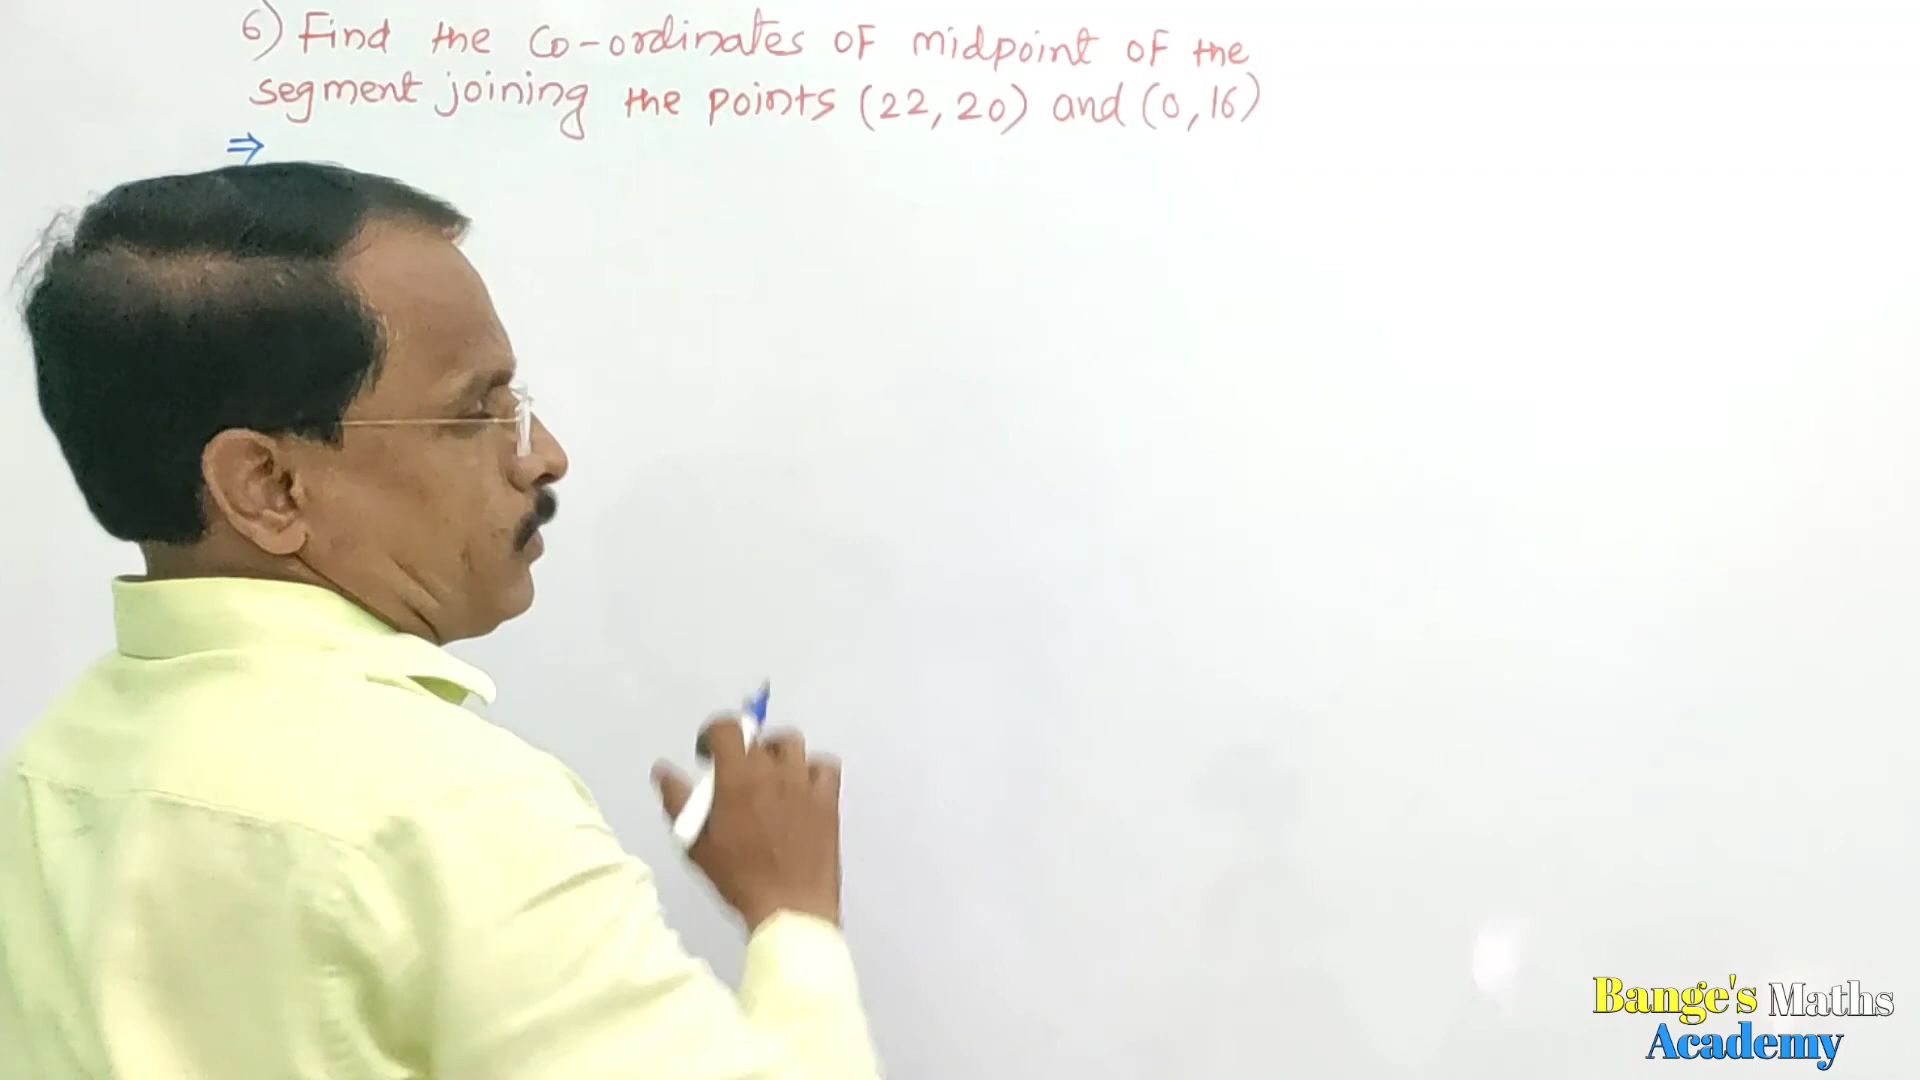 6) Find the Co-ordinates of midpoint of the
segment joining the points (22, 20) and (0, 16)
⇒
Bange's Maths
Academy